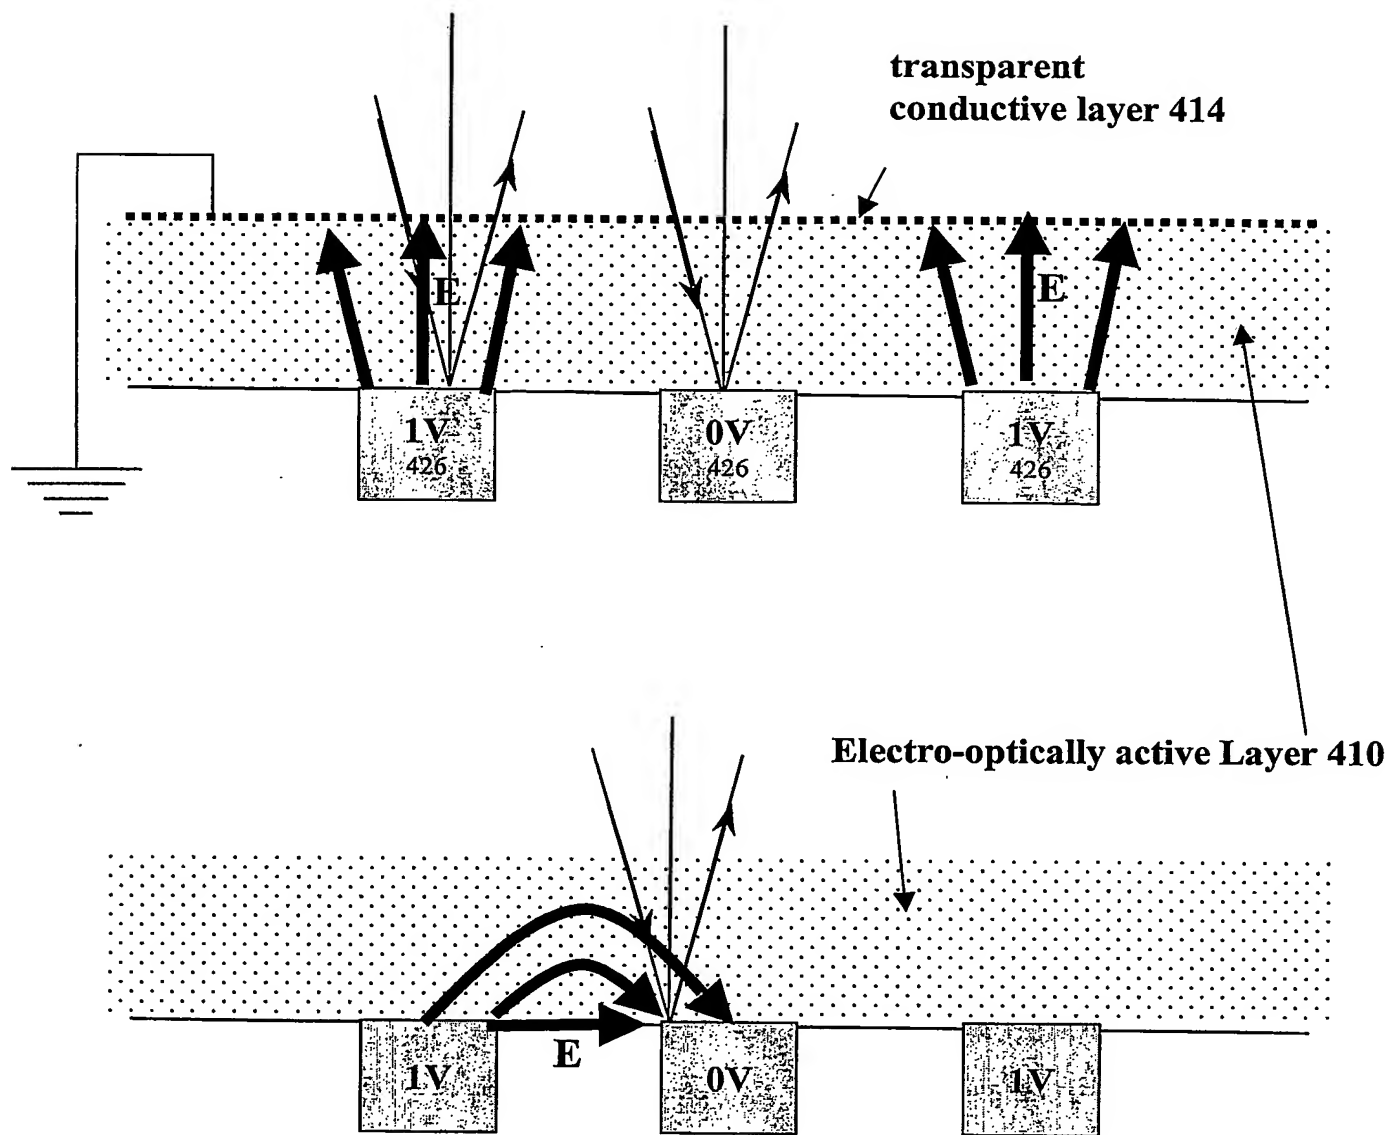 transparent
conductive layer 414
E
E
1V
426
0V
426
1V
426
Electro-optically active Layer 410
E
1V
0V
1V